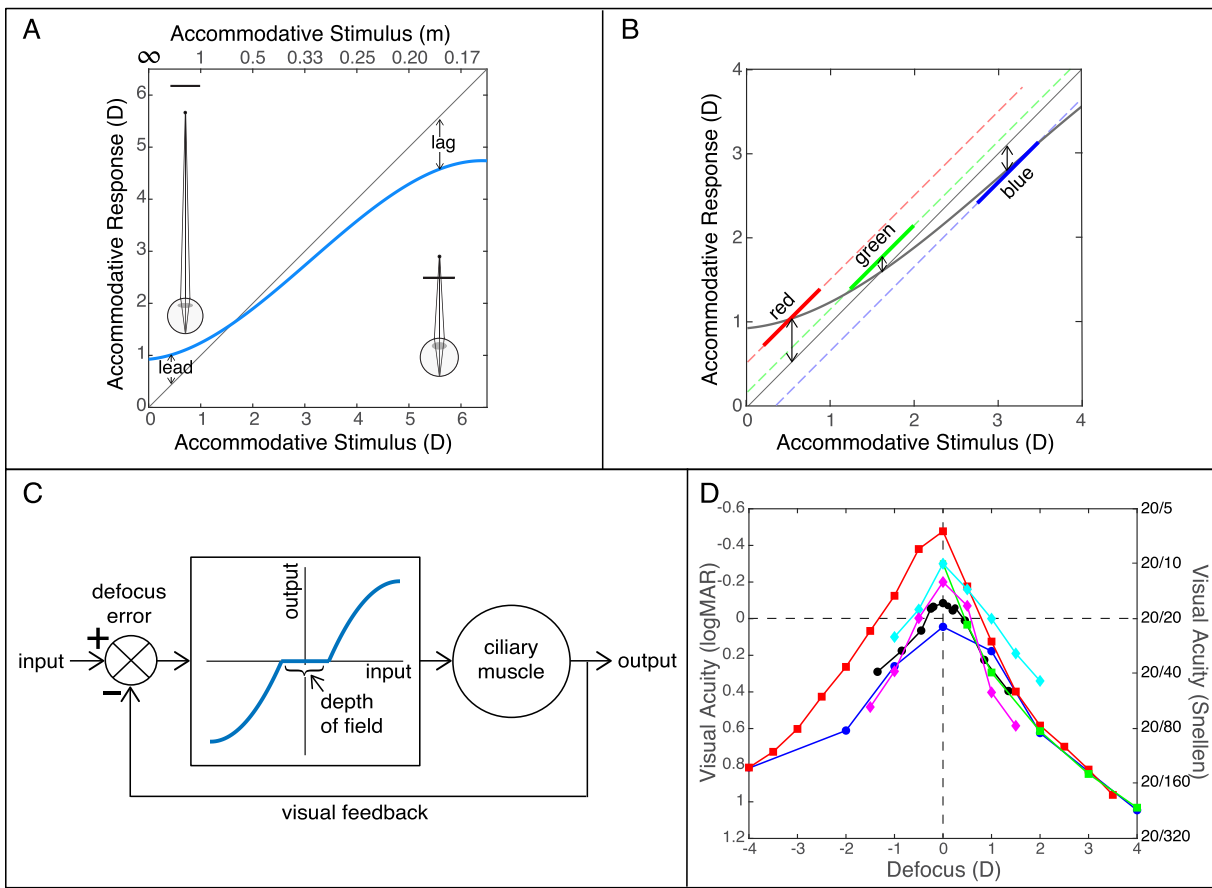 A
Accommodative Stimulus (m)
∞ 1 0.5 0.33 0.25 0.20 0.17
Accommodative Response (D)
6
5
4
3
2
1
0
lag
lead
0 1 2 3 4 5 6
Accommodative Stimulus (D)
B
Accommodative Response (D)
4
3
2
1
0
red
green
blue
0 1 2 3 4
Accommodative Stimulus (D)
C
defocus
error
+
−
input
output
input
depth
of field
ciliary
muscle
output
visual feedback
D
Visual Acuity (logMAR)
-0.6
-0.4
-0.2
0
0.2
0.4
0.6
0.8
1
1.2
20/5
20/10
20/20
20/40
20/80
20/160
20/320
Visual Acuity (Snellen)
-4 -3 -2 -1 0 1 2 3 4
Defocus (D)